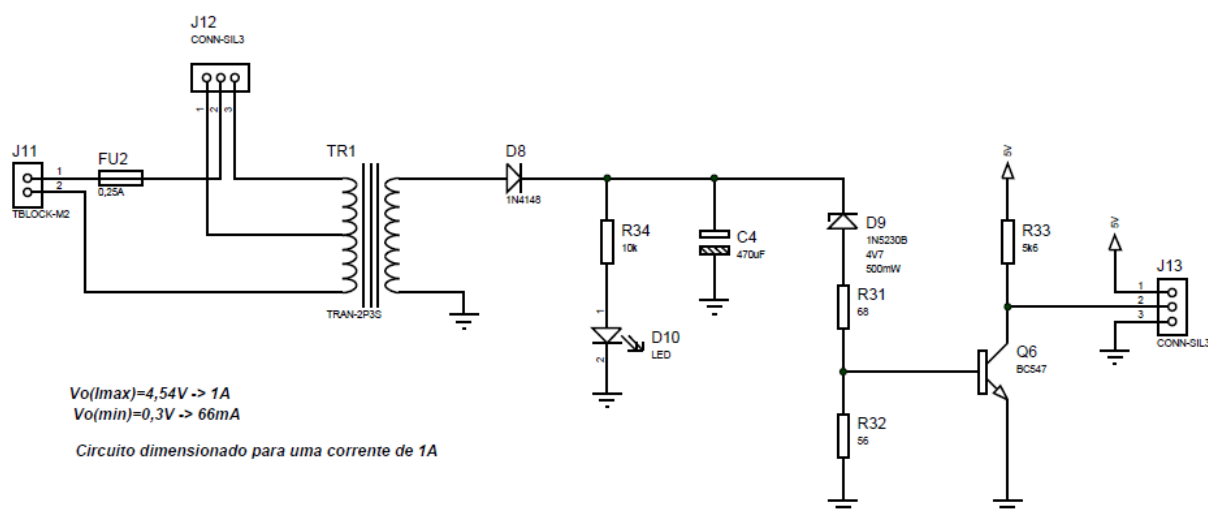 J12
CONN-SIL3
1
2
3
J11
1
2
TBLOCK-M2
FU2
0,25A
TR1
TRAN-2P3S
D8
1N4148
R34
10k
C4
470uF
1
D10
LED
2
D9
1N5230B
4V7
500mW
R31
68
R32
56
5V
R33
5k6
Q6
BC547
5V
J13
1
2
3
CONN-SIL3
Vo(Imax)=4,54V -> 1A
Vo(min)=0,3V -> 66mA
Circuito dimensionado para uma corrente de 1A